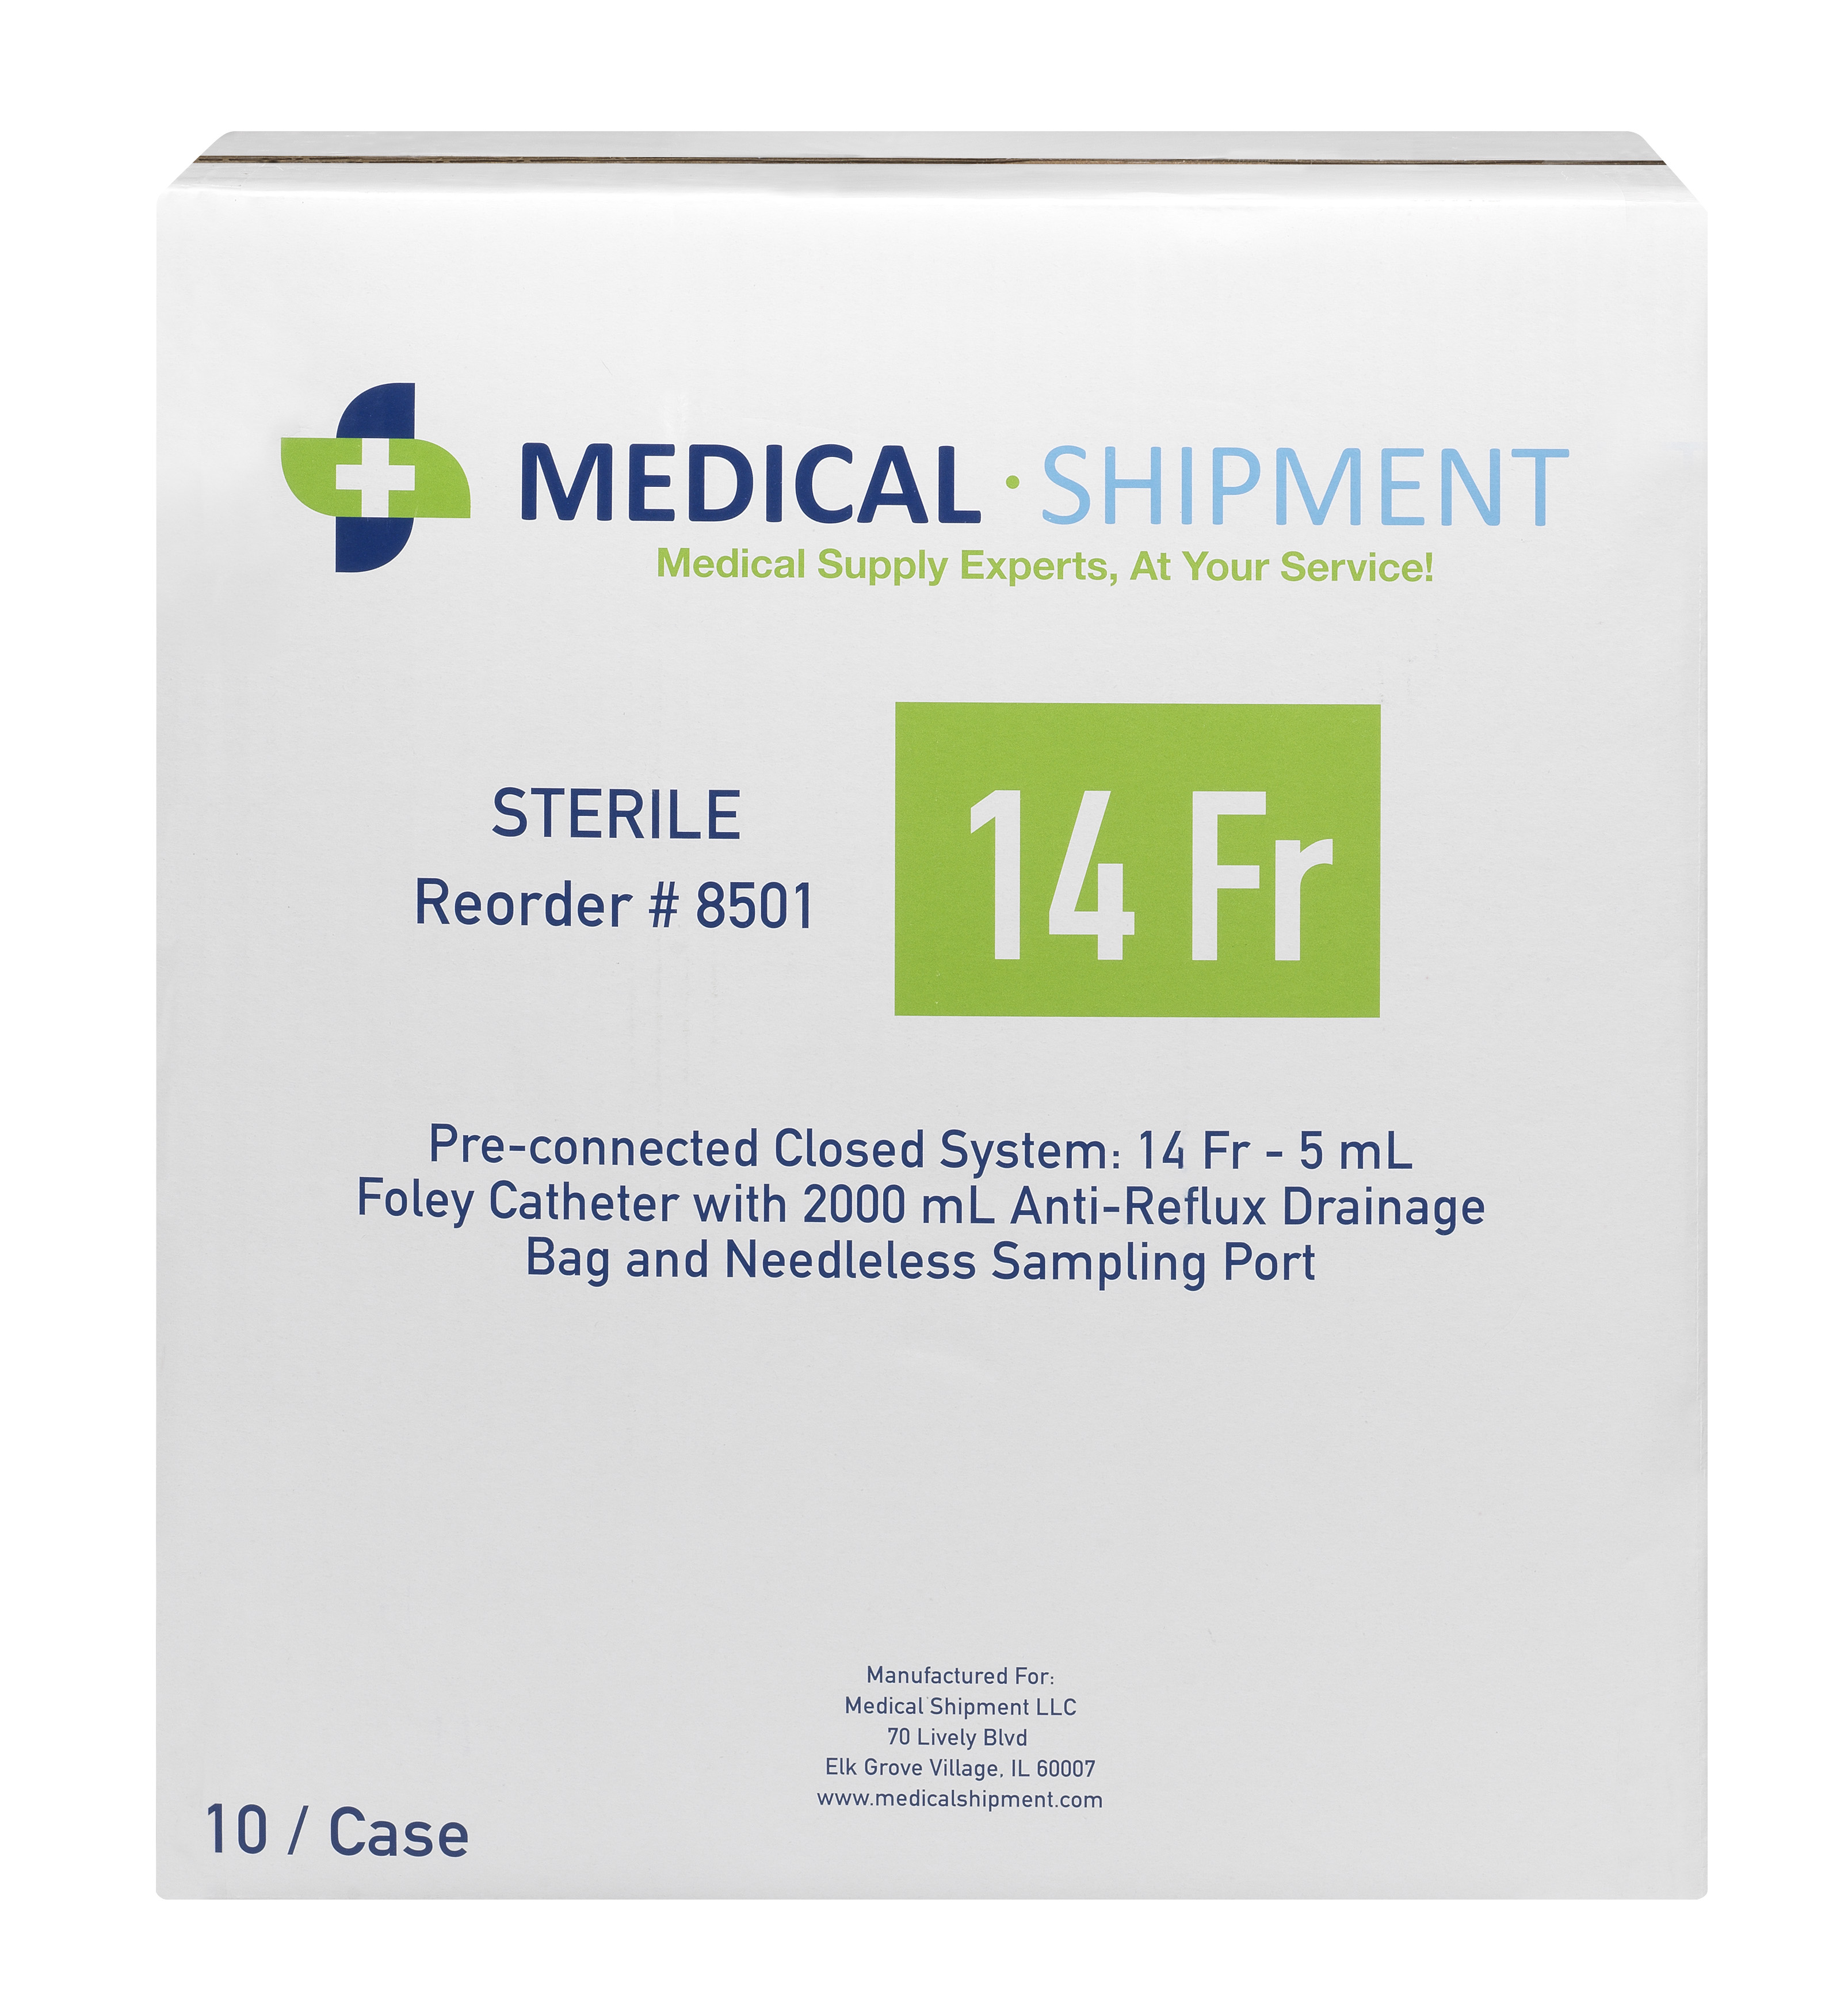 MEDICAL · SHIPMENT
Medical Supply Experts, At Your Service!
STERILE
Reorder # 8501
14 Fr
Pre-connected Closed System: 14 Fr - 5 mL
Foley Catheter with 2000 mL Anti-Reflux Drainage
Bag and Needleless Sampling Port
Manufactured For:
Medical Shipment LLC
70 Lively Blvd
Elk Grove Village, IL 60007
www.medicalshipment.com
10 / Case